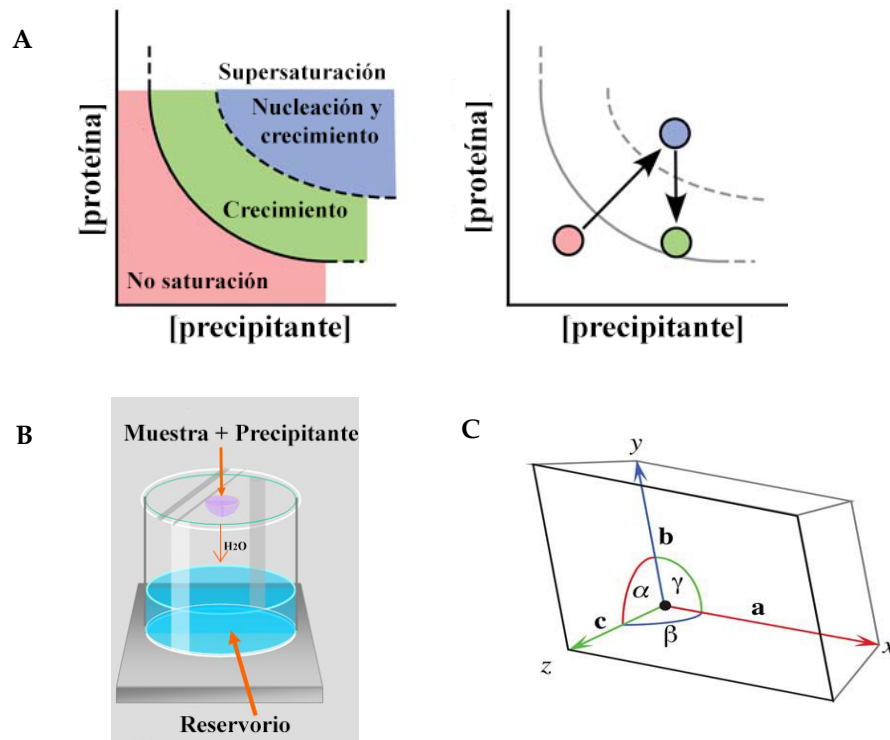 A
[proteína]
Supersaturación
Nucleación y
crecimiento
Crecimiento
No saturación
[precipitante]
[proteína]
[precipitante]
B
Muestra + Precipitante
H2O
Reservorio
C
y
b
α
γ
a
c
β
x
z